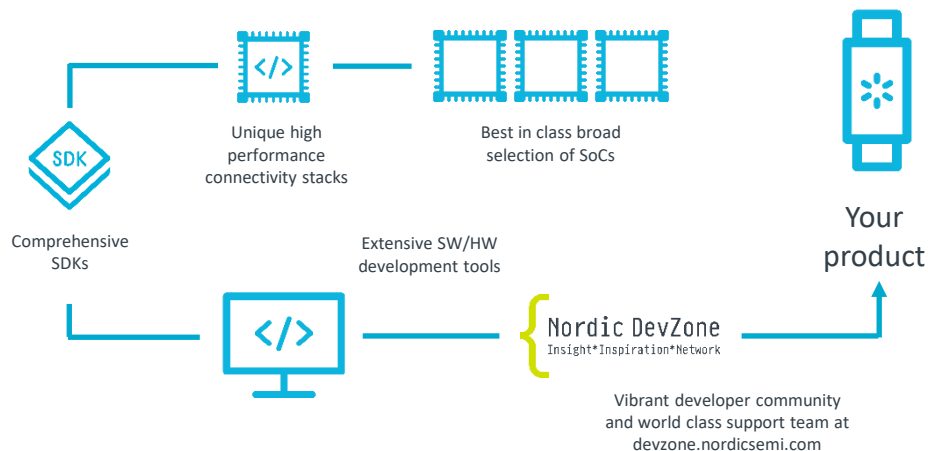 </>
Unique high
performance
connectivity stacks
Best in class broad
selection of SoCs
SDK
Comprehensive
SDKs
Extensive SW/HW
development tools
</>
Nordic DevZone
Insight*Inspiration*Network
Vibrant developer community
and world class support team at
devzone.nordicsemi.com
Your
product